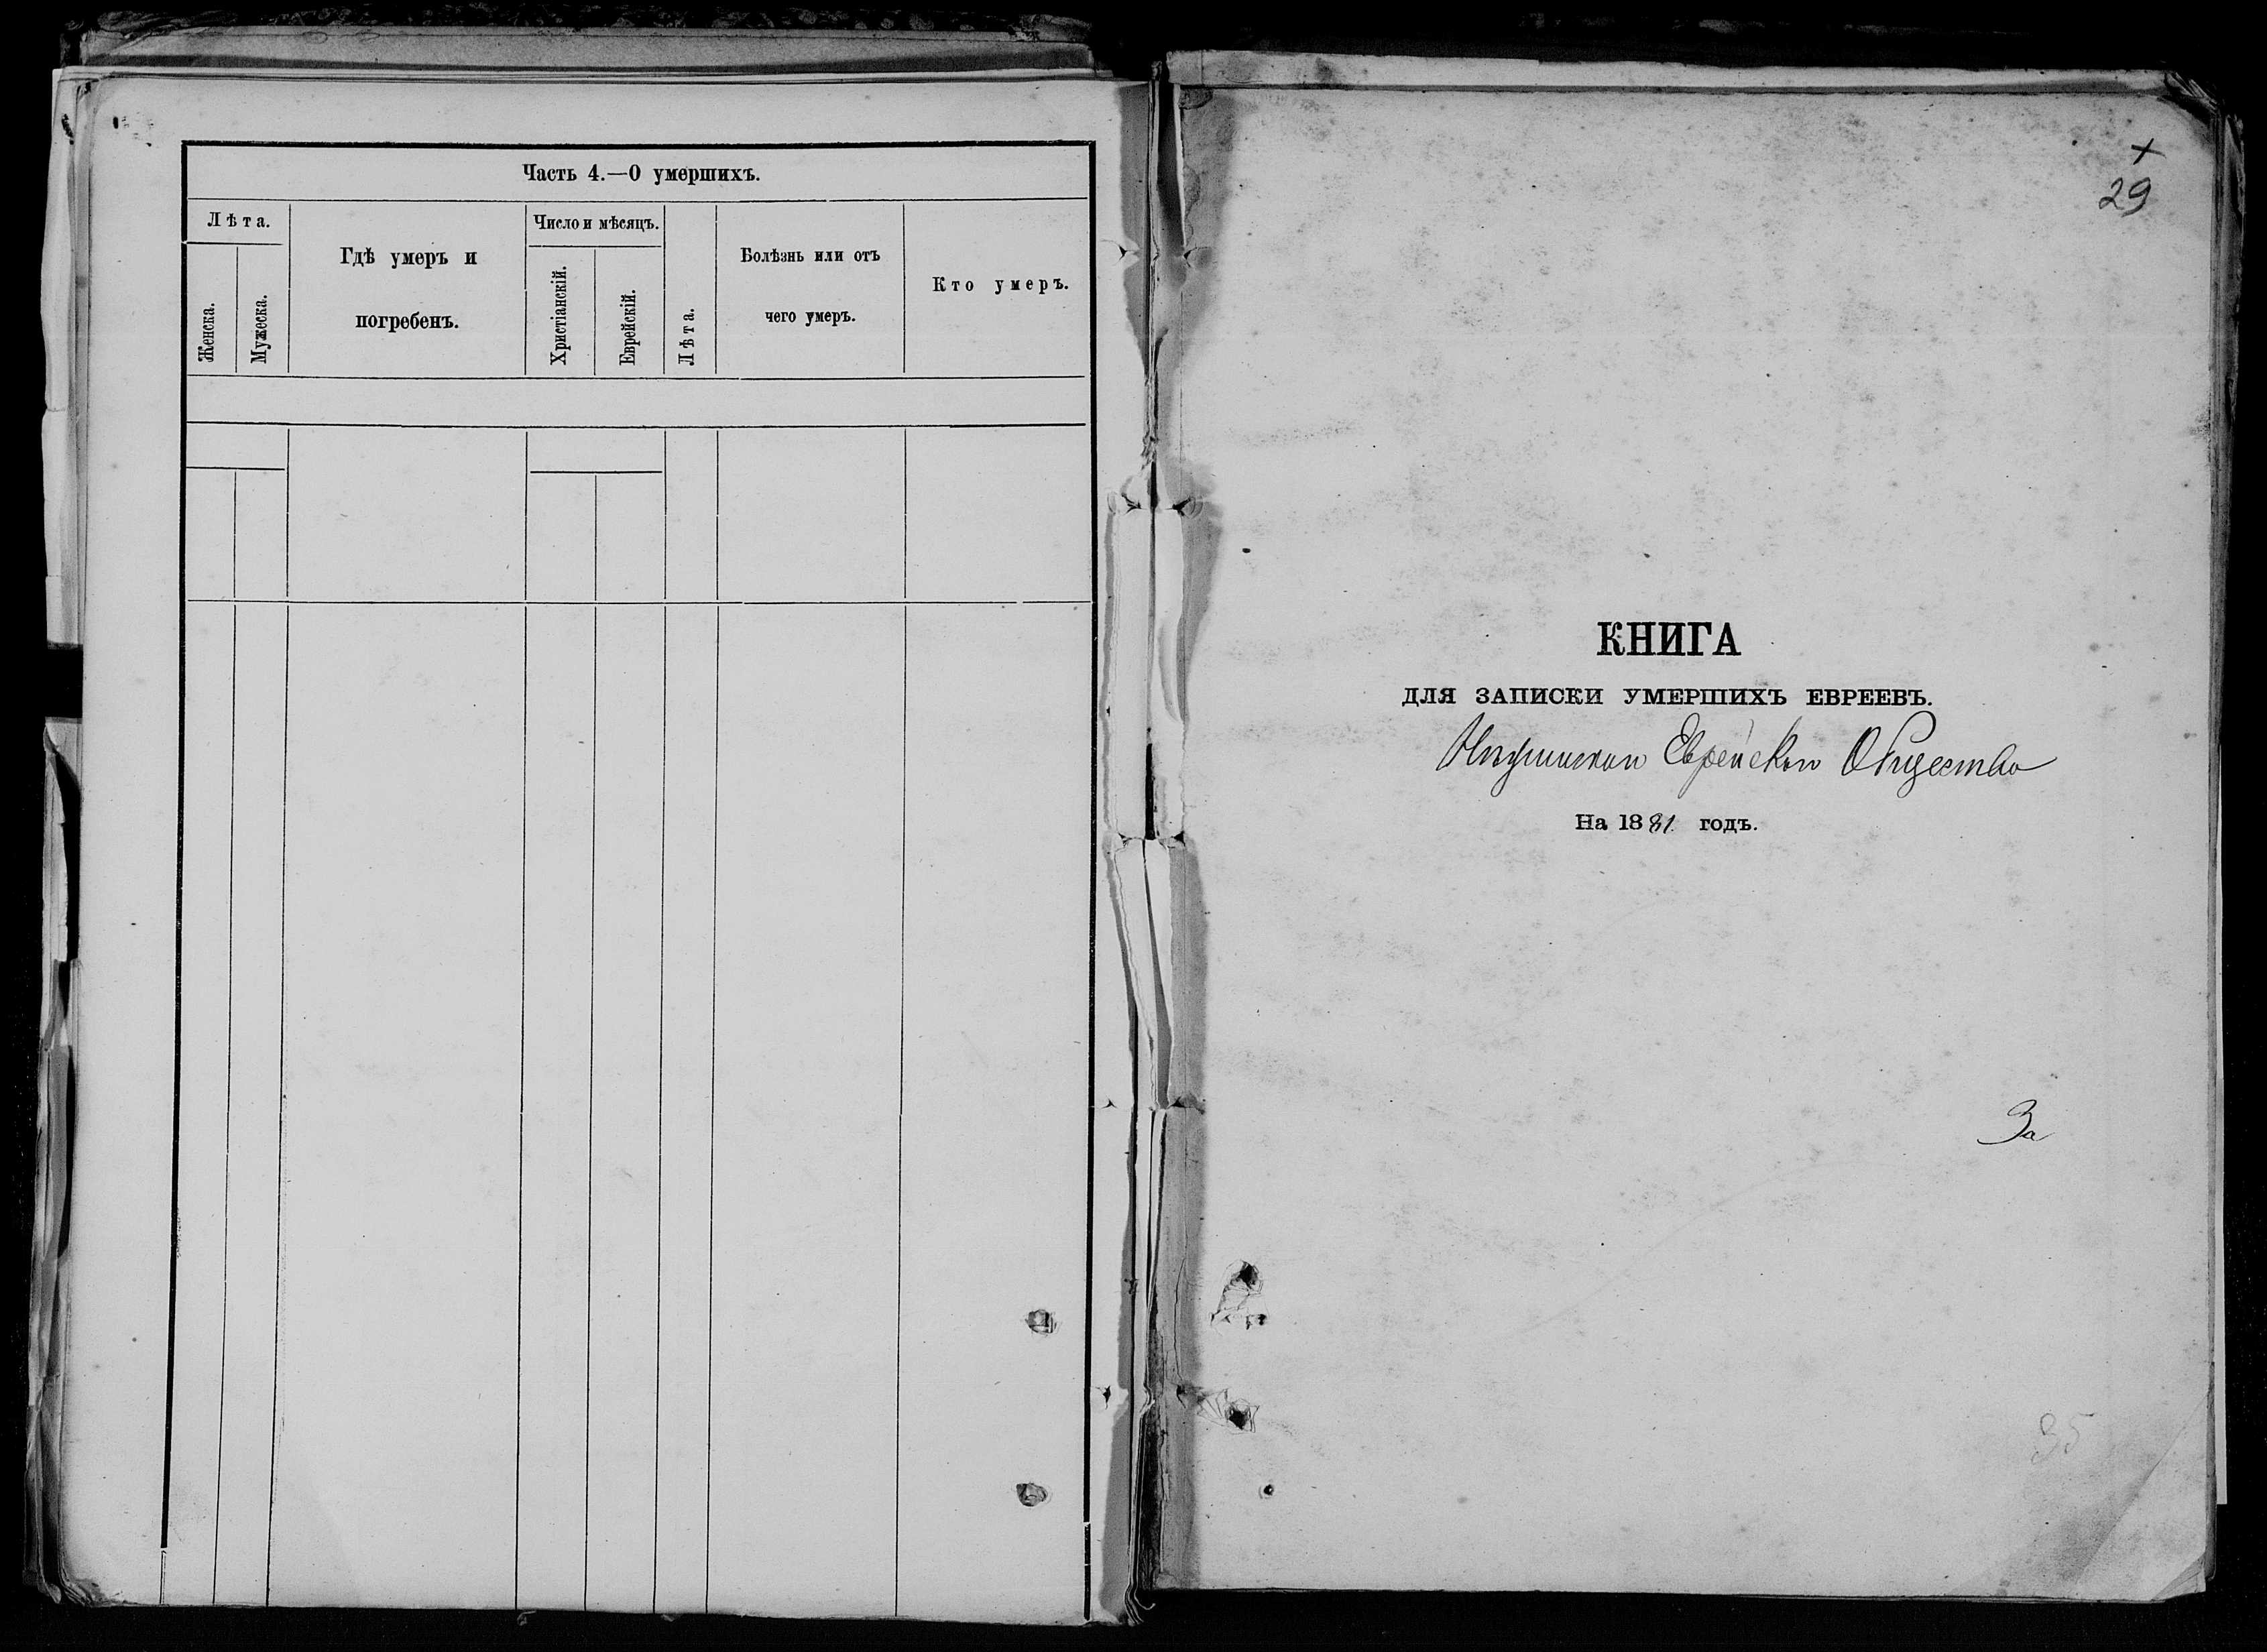 Часть 4.—О умершихъ.
Лѣта.
Женска.
Мужеска.
Гдѣ умеръ и
погребенъ.
Число и мѣсяцъ.
Христіанскій.
Еврейскій.
Лѣта.
Болѣзнь или отъ
чего умеръ.
Кто умеръ.
+
29
КНИГА
ДЛЯ ЗАПИСКИ УМЕРШИХЪ ЕВРЕЕВЪ.
Еврейскаго Общества
На 1881 годъ.
За
35